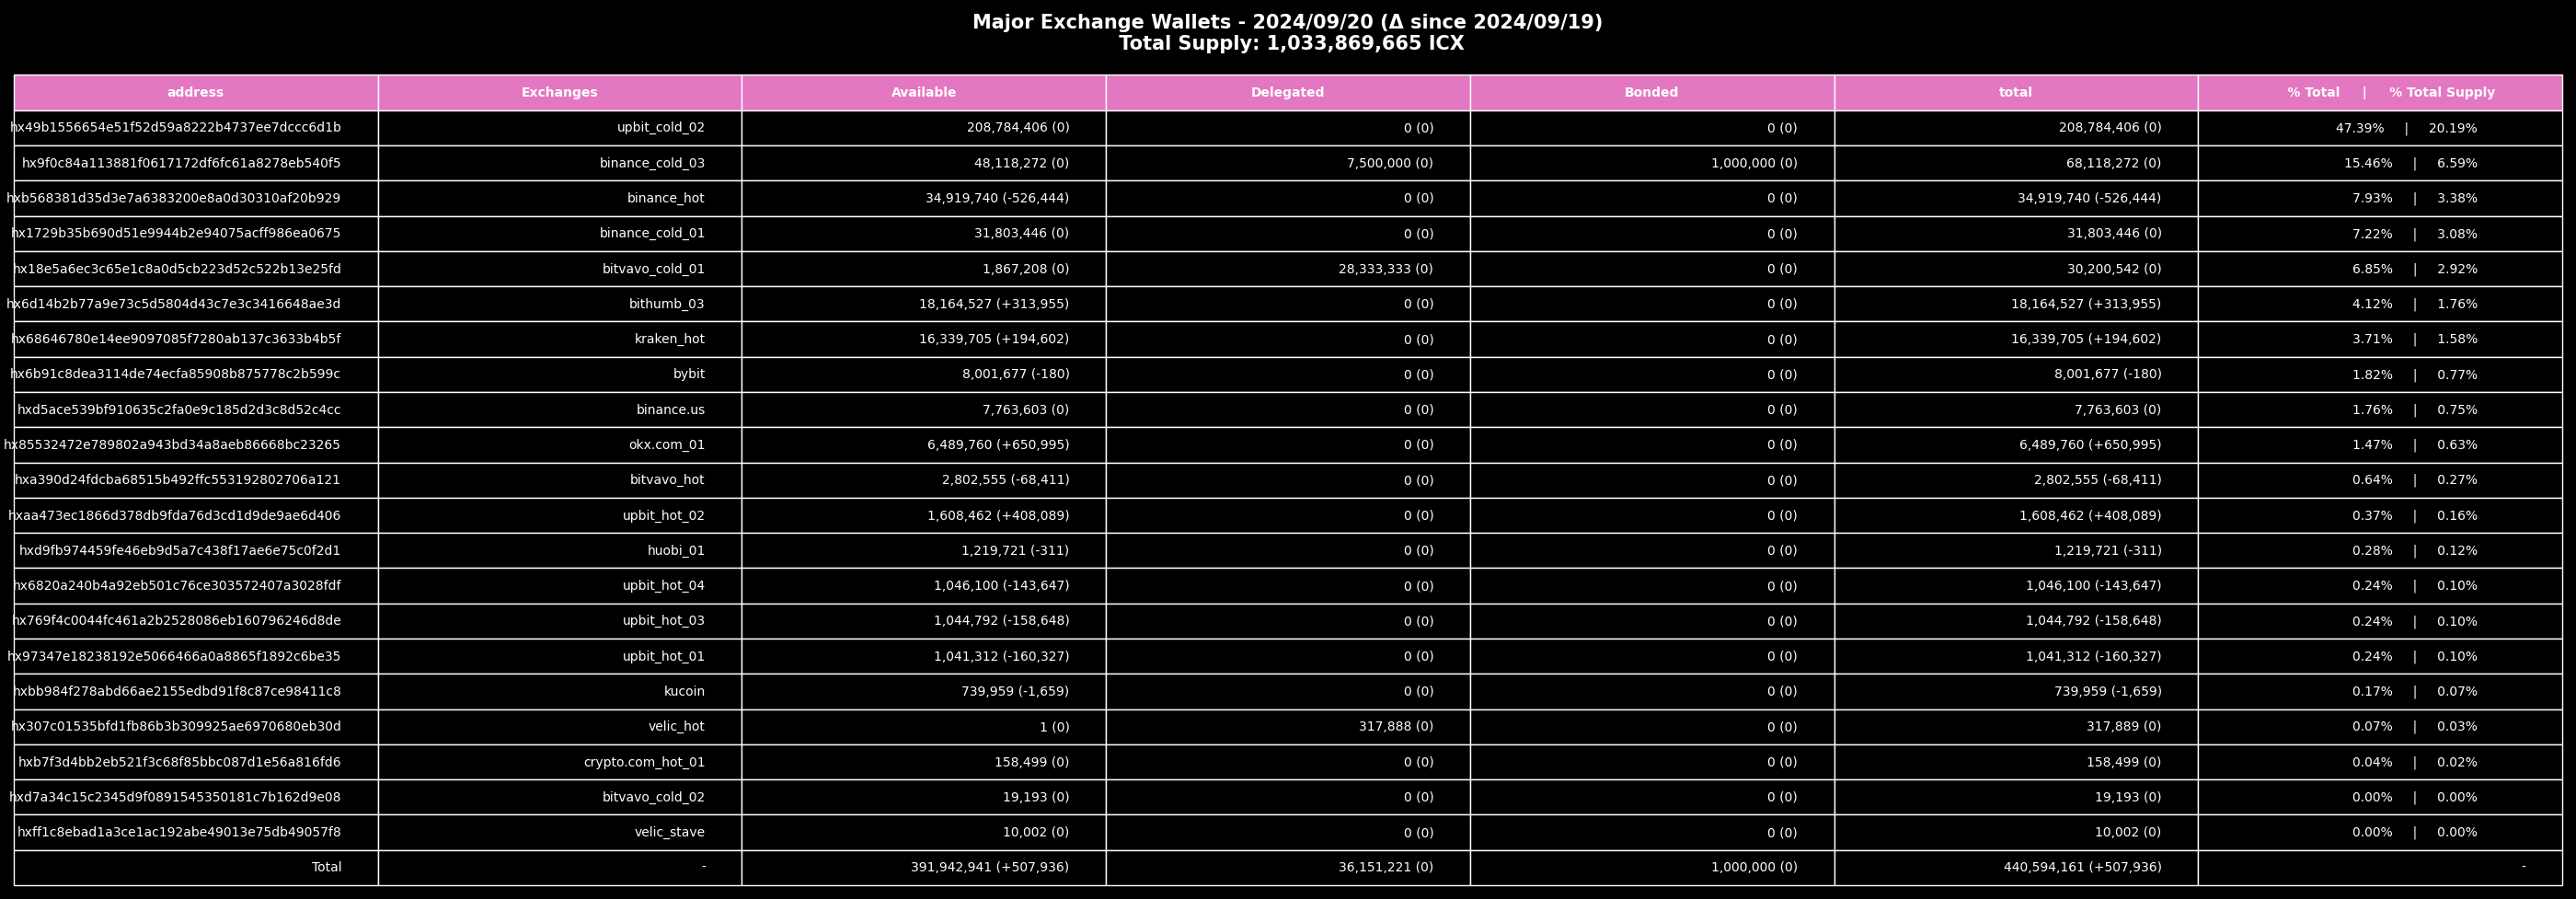 Major Exchange Wallets - 2024/09/20 (Δ since 2024/09/19)
Total Supply: 1,033,869,665 ICX
address Exchanges Available Delegated Bonded total % Total | % Total Supply
hx49b1556654e51f52d59a8222b4737ee7dccc6d1b upbit_cold_02 208,784,406 (0) 0 (0) 0 (0) 208,784,406 (0) 47.39% | 20.19%
hx9f0c84a113881f0617172df6fc61a8278eb540f5 binance_cold_03 48,118,272 (0) 7,500,000 (0) 1,000,000 (0) 68,118,272 (0) 15.46% | 6.59%
hxb568381d35d3e7a6383200e8a0d30310af20b929 binance_hot 34,919,740 (-526,444) 0 (0) 0 (0) 34,919,740 (-526,444) 7.93% | 3.38%
hx1729b35b690d51e9944b2e94075acff986ea0675 binance_cold_01 31,803,446 (0) 0 (0) 0 (0) 31,803,446 (0) 7.22% | 3.08%
hx18e5a6ec3c65e1c8a0d5cb223d52c522b13e25fd bitvavo_cold_01 1,867,208 (0) 28,333,333 (0) 0 (0) 30,200,542 (0) 6.85% | 2.92%
hx6d14b2b77a9e73c5d5804d43c7e3c3416648ae3d bithumb_03 18,164,527 (+313,955) 0 (0) 0 (0) 18,164,527 (+313,955) 4.12% | 1.76%
hx68646780e14ee9097085f7280ab137c3633b4b5f kraken_hot 16,339,705 (+194,602) 0 (0) 0 (0) 16,339,705 (+194,602) 3.71% | 1.58%
hx6b91c8dea3114de74ecfa85908b875778c2b599c bybit 8,001,677 (-180) 0 (0) 0 (0) 8,001,677 (-180) 1.82% | 0.77%
hxd5ace539bf910635c2fa0e9c185d2d3c8d52c4cc binance.us 7,763,603 (0) 0 (0) 0 (0) 7,763,603 (0) 1.76% | 0.75%
hx85532472e789802a943bd34a8aeb86668bc23265 okx.com_01 6,489,760 (+650,995) 0 (0) 0 (0) 6,489,760 (+650,995) 1.47% | 0.63%
hxa390d24fdcba68515b492ffc553192802706a121 bitvavo_hot 2,802,555 (-68,411) 0 (0) 0 (0) 2,802,555 (-68,411) 0.64% | 0.27%
hxaa473ec1866d378db9fda76d3cd1d9de9ae6d406 upbit_hot_02 1,608,462 (+408,089) 0 (0) 0 (0) 1,608,462 (+408,089) 0.37% | 0.16%
hxd9fb974459fe46eb9d5a7c438f17ae6e75c0f2d1 huobi_01 1,219,721 (-311) 0 (0) 0 (0) 1,219,721 (-311) 0.28% | 0.12%
hx6820a240b4a92eb501c76ce303572407a3028fdf upbit_hot_04 1,046,100 (-143,647) 0 (0) 0 (0) 1,046,100 (-143,647) 0.24% | 0.10%
hx769f4c0044fc461a2b2528086eb160796246d8de upbit_hot_03 1,044,792 (-158,648) 0 (0) 0 (0) 1,044,792 (-158,648) 0.24% | 0.10%
hx97347e18238192e5066466a0a8865f1892c6be35 upbit_hot_01 1,041,312 (-160,327) 0 (0) 0 (0) 1,041,312 (-160,327) 0.24% | 0.10%
hxbb984f278abd66ae2155edbd91f8c87ce98411c8 kucoin 739,959 (-1,659) 0 (0) 0 (0) 739,959 (-1,659) 0.17% | 0.07%
hx307c01535bfd1fb86b3b309925ae6970680eb30d velic_hot 1 (0) 317,888 (0) 0 (0) 317,889 (0) 0.07% | 0.03%
hxb7f3d4bb2eb521f3c68f85bbc087d1e56a816fd6 crypto.com_hot_01 158,499 (0) 0 (0) 0 (0) 158,499 (0) 0.04% | 0.02%
hxd7a34c15c2345d9f0891545350181c7b162d9e08 bitvavo_cold_02 19,193 (0) 0 (0) 0 (0) 19,193 (0) 0.00% | 0.00%
hxff1c8ebad1a3ce1ac192abe49013e75db49057f8 velic_stave 10,002 (0) 0 (0) 0 (0) 10,002 (0) 0.00% | 0.00%
Total - 391,942,941 (+507,936) 36,151,221 (0) 1,000,000 (0) 440,594,161 (+507,936) -